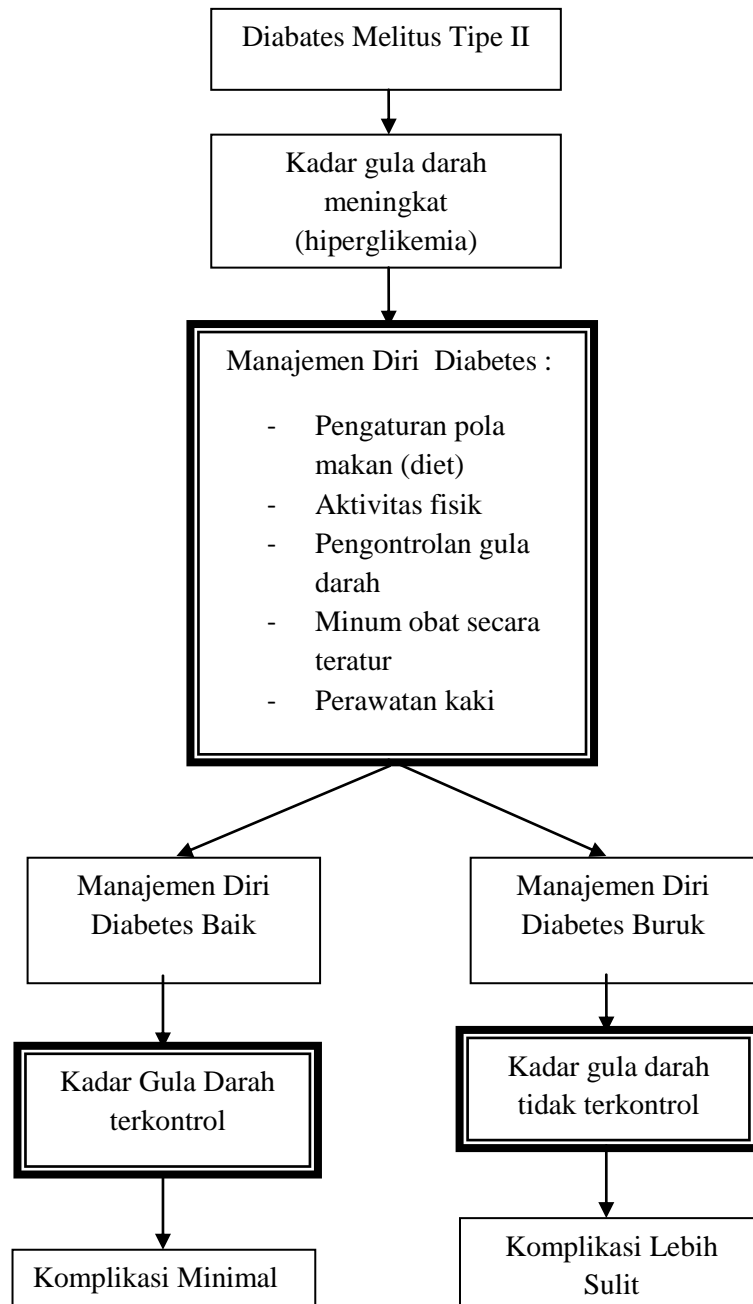 Diabates Melitus Tipe II
Kadar gula darah
meningkat
(hiperglikemia)
Manajemen Diri  Diabetes :
- Pengaturan pola
makan (diet)
- Aktivitas fisik
- Pengontrolan gula
darah
- Minum obat secara
teratur
- Perawatan kaki
Manajemen Diri
Diabetes Baik
Manajemen Diri
Diabetes Buruk
Kadar Gula Darah
terkontrol
Kadar gula darah
tidak terkontrol
Komplikasi Minimal
Komplikasi Lebih
Sulit